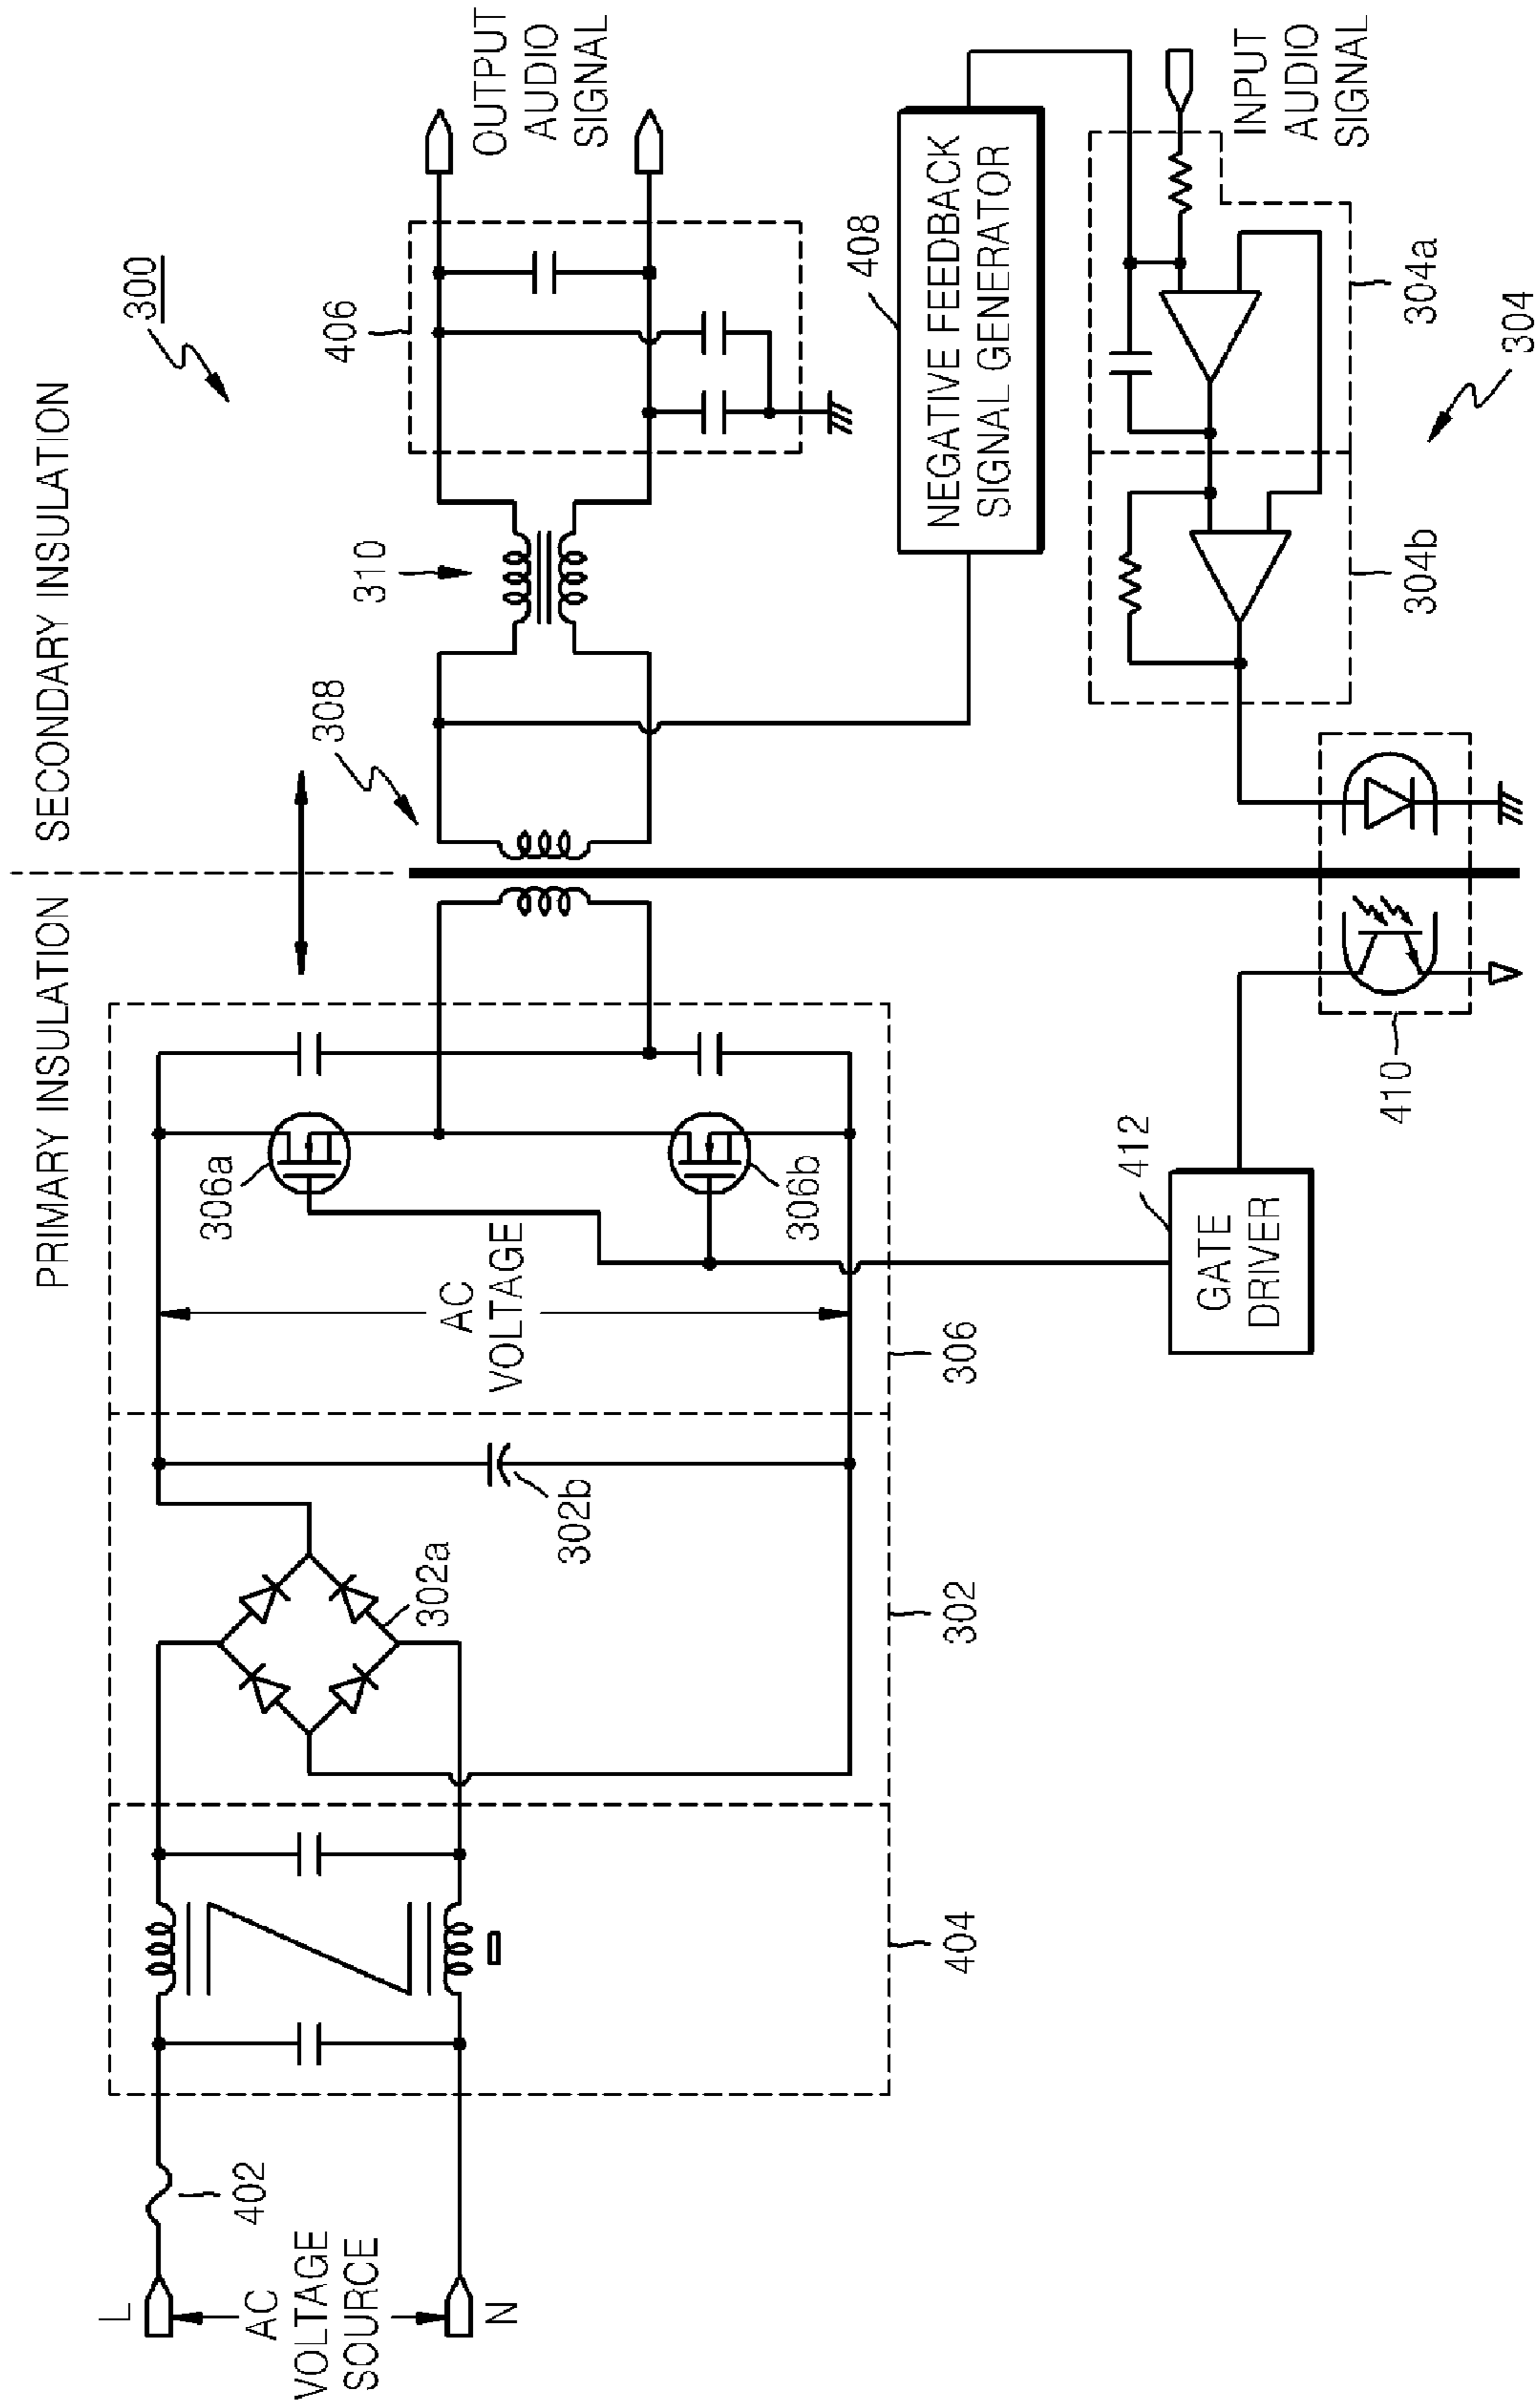 PRIMARY INSULATION
SECONDARY INSULATION
300
L
AC
VOLTAGE
SOURCE
N
402
404
302a
302b
302
AC
VOLTAGE
306a
306b
306
308
310
406
OUTPUT
AUDIO
SIGNAL
NEGATIVE FEEDBACK
SIGNAL GENERATOR
408
GATE
DRIVER
412
410
304b
304a
304
INPUT
AUDIO
SIGNAL